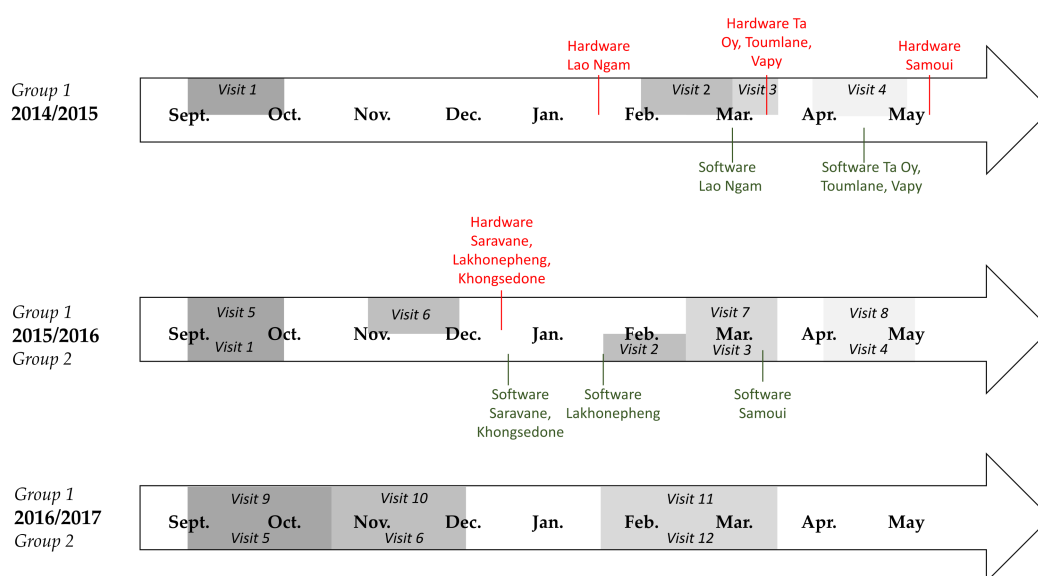 Hardware Ta
Oy, Toumlane,
Vapy
Hardware
Lao Ngam
Hardware
Samoui
Group 1
2014/2015
Visit 1
Visit 2
Visit 3
Visit 4
Sept. Oct. Nov. Dec. Jan. Feb. Mar. Apr. May
Software
Lao Ngam
Software Ta Oy,
Toumlane, Vapy
Hardware
Saravane,
Lakhonepheng,
Khongsedone
Group 1
2015/2016
Group 2
Visit 5
Visit 6
Visit 7
Visit 8
Sept. Oct. Nov. Dec. Jan. Feb. Mar. Apr. May
Visit 1
Visit 2
Visit 3
Visit 4
Software
Saravane,
Khongsedone
Software
Lakhonepheng
Software
Samoui
Group 1
2016/2017
Group 2
Visit 9
Visit 10
Visit 11
Sept. Oct. Nov. Dec. Jan. Feb. Mar. Apr. May
Visit 5
Visit 6
Visit 12